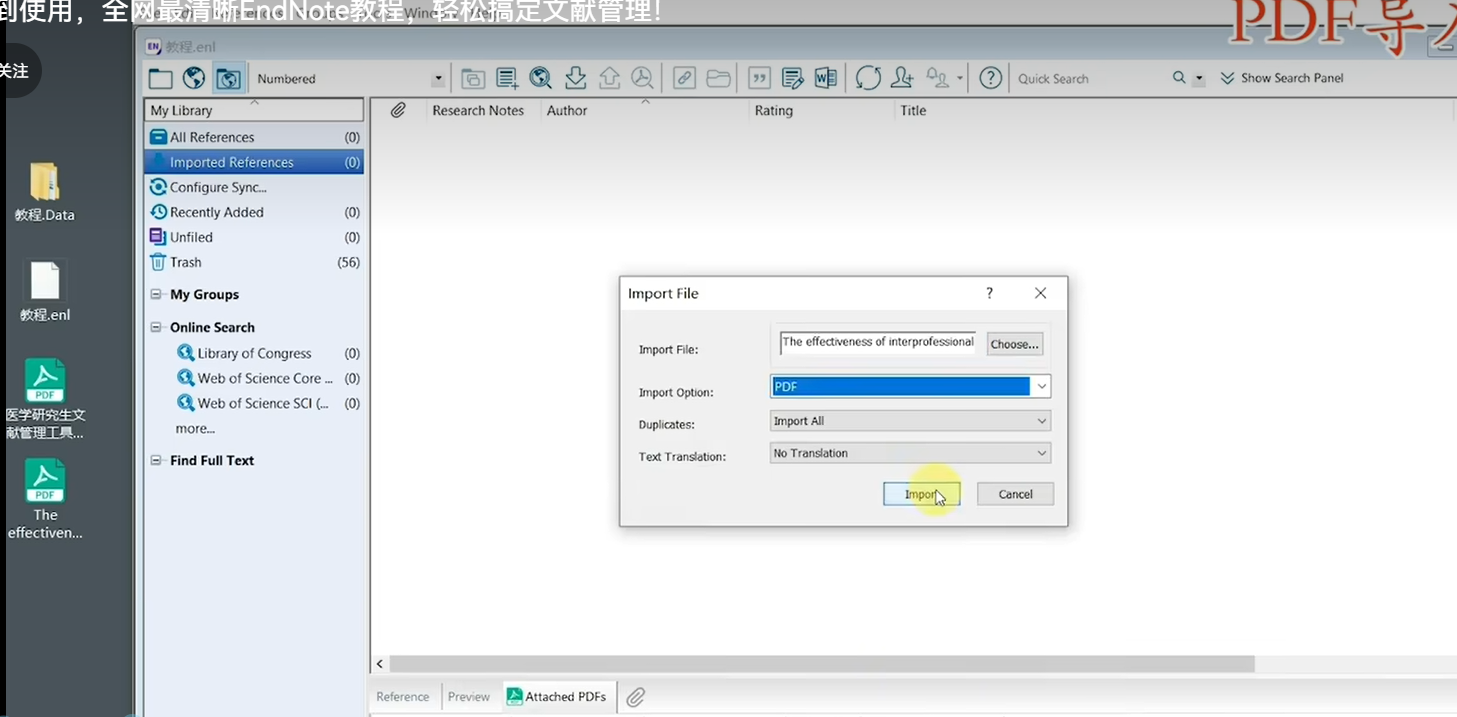 到使用，全网最清晰EndNote教程，轻松搞定文献管理！
PDF导入
关注
教程.enl
Numbered
Quick Search
Show Search Panel
My Library
Research Notes
Author
Rating
Title
All References (0)
Imported References (0)
Configure Sync...
Recently Added (0)
Unfiled (0)
Trash (56)
My Groups
Online Search
Library of Congress (0)
Web of Science Core ... (0)
Web of Science SCI (... (0)
more...
Find Full Text
教程.Data
教程.enl
PDF
医学研究生文
献管理工具...
PDF
The
effectiven...
Import File
?
Import File:
The effectiveness of interprofessional
Choose...
Import Option:
PDF
Duplicates:
Import All
Text Translation:
No Translation
Import
Cancel
Reference
Preview
Attached PDFs